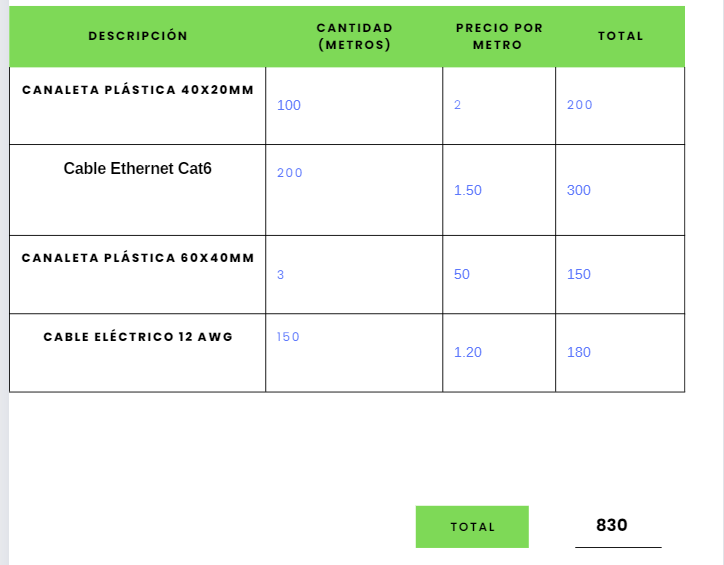 DESCRIPCIÓN CANTIDAD (METROS) PRECIO POR METRO TOTAL
CANALETA PLÁSTICA 40X20MM 100 2 200
Cable Ethernet Cat6 200 1.50 300
CANALETA PLÁSTICA 60X40MM 3 50 150
CABLE ELÉCTRICO 12 AWG 150 1.20 180
TOTAL 830